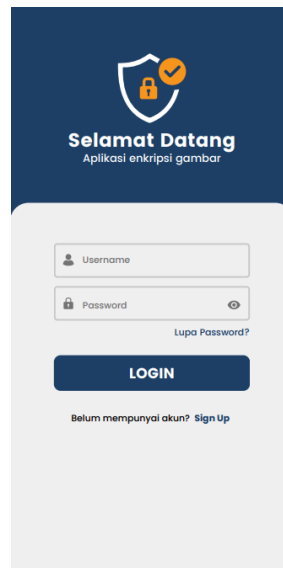 Selamat Datang
Aplikasi enkripsi gambar
Username
Password
Lupa Password?
LOGIN
Belum mempunyai akun? Sign Up